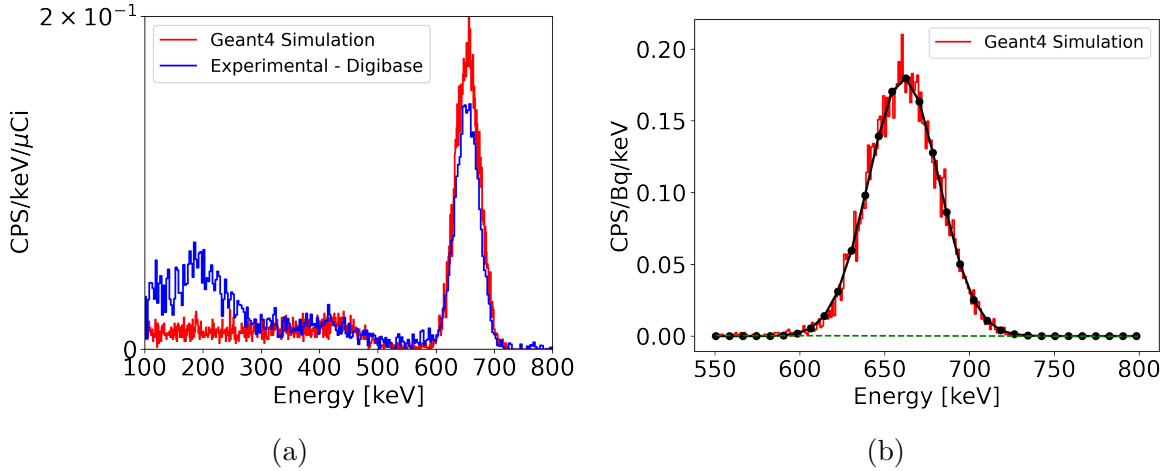 2 × 10⁻¹
Geant4 Simulation
Experimental - Digibase
CPS/keV/μCi
0
100 200 300 400 500 600 700 800
Energy [keV]
(a)
Geant4 Simulation
CPS/Bq/keV
0.20
0.15
0.10
0.05
0.00
550 600 650 700 750 800
Energy [keV]
(b)